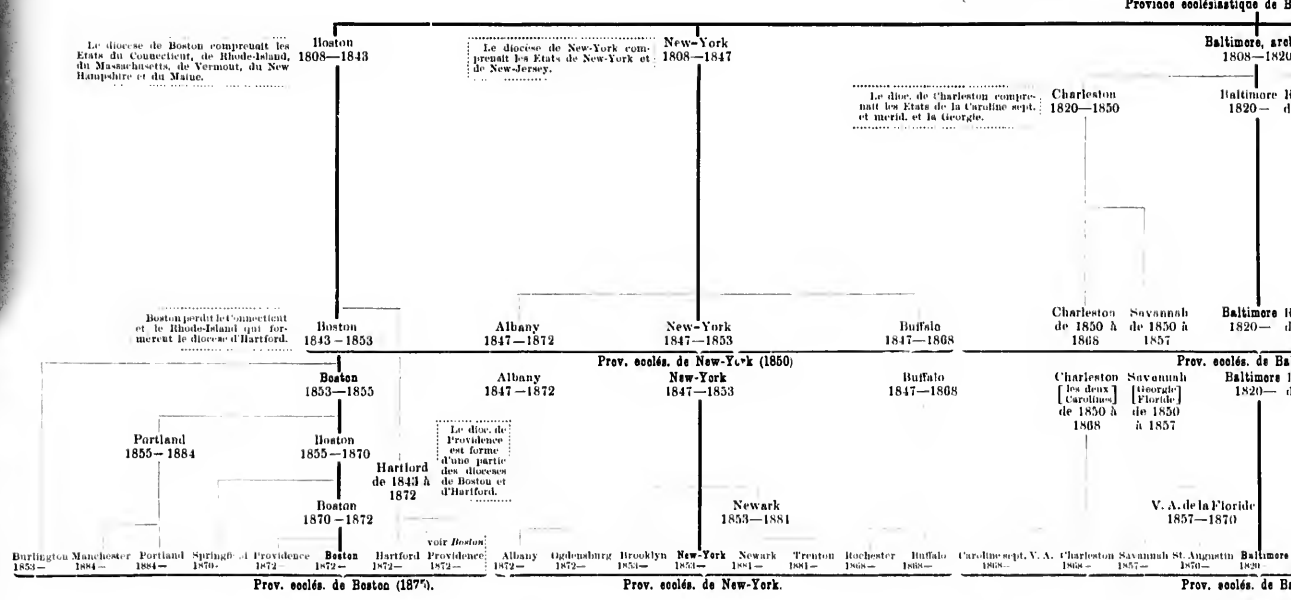 Province ecclésiastique de B
Le diocese de Boston comprenait les
Etats du Connecticut, de Rhode-Island,
du Massachusetts, de Vermont, du New
Hampshire et du Maine.
Boston
1808—1843
Le diocése de New-York com-
prenait les Etats de New-York et
de New-Jersey.
New-York
1808—1847
Baltimore, arch
1808—1820
Le dioc. de Charleston compre-
nait les Etats de la Caroline sept.
et merid. et la Georgie.
Charleston
1820—1850
Baltimore
1820— d
Boston perdit le Connecticut
et le Rhode-Island qui for-
mèrent le diocese d'Hartford.
Boston
1843—1853
Albany
1847—1872
New-York
1847—1853
Buffalo
1847—1868
Charleston
de 1850 à
1868
Savannah
de 1850 à
1857
Baltimore
1820— d
Prov. ecclés. de New-York (1850)
Prov. ecclés. de Ba
Boston
1853—1855
Albany
1847—1872
New-York
1847—1853
Buffalo
1847—1868
Charleston
[les deux
Carolines]
de 1850 à
1868
Savannah
[Georgie
Floride]
de 1850
à 1857
Baltimore
1820— d
Portland
1855—1884
Boston
1855—1870
Hartford
de 1843 à
1872
Le dioc. de
Providence
est forme
d'une partie
des dioceses
de Boston et
d'Hartford.
Boston
1870—1872
Newark
1853—1881
V. A. de la Floride
1857—1870
voir Boston
Burlington
1853—
Manchester
1884—
Portland
1884—
1870-
Providence
1872—
Boston
1872—
Hartford
1872—
Providence
1872—
Albany
1872—
Ogdensburg
1872—
Brooklyn
1853—
New-York
1853—
Newark
1881—
Trenton
1881—
Rochester
1868—
Buffalo
1868—
Caroline sept. V. A.
1868—
Charleston
1868—
Savannah
1857—
St. Augustin
1870—
Baltimore
1820—
Prov. ecclés. de Boston (1875).
Prov. ecclés. de New-York.
Prov. ecclés. de Ba